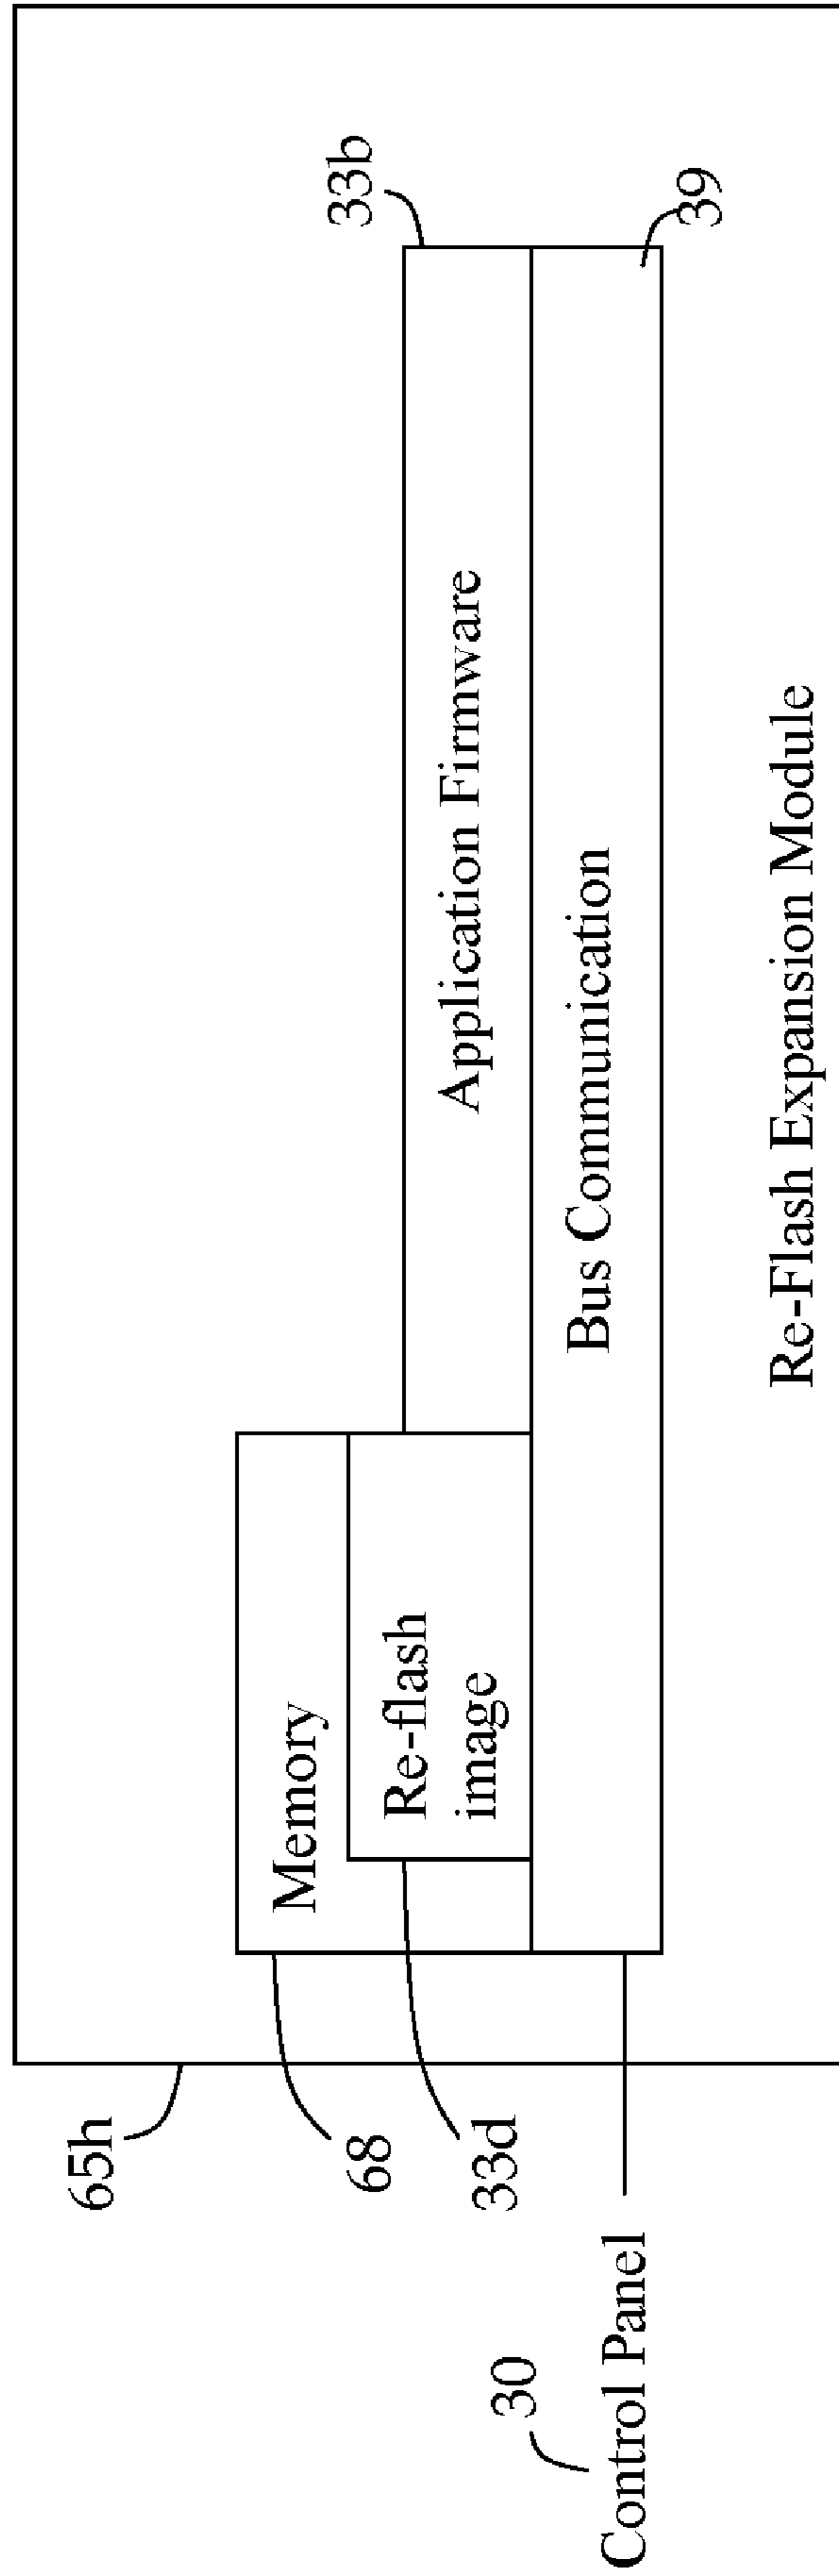 65h
68
Memory
33d
Re-flash
image
33b
Application Firmware
30
Control Panel
Bus Communication
39
Re-Flash Expansion Module